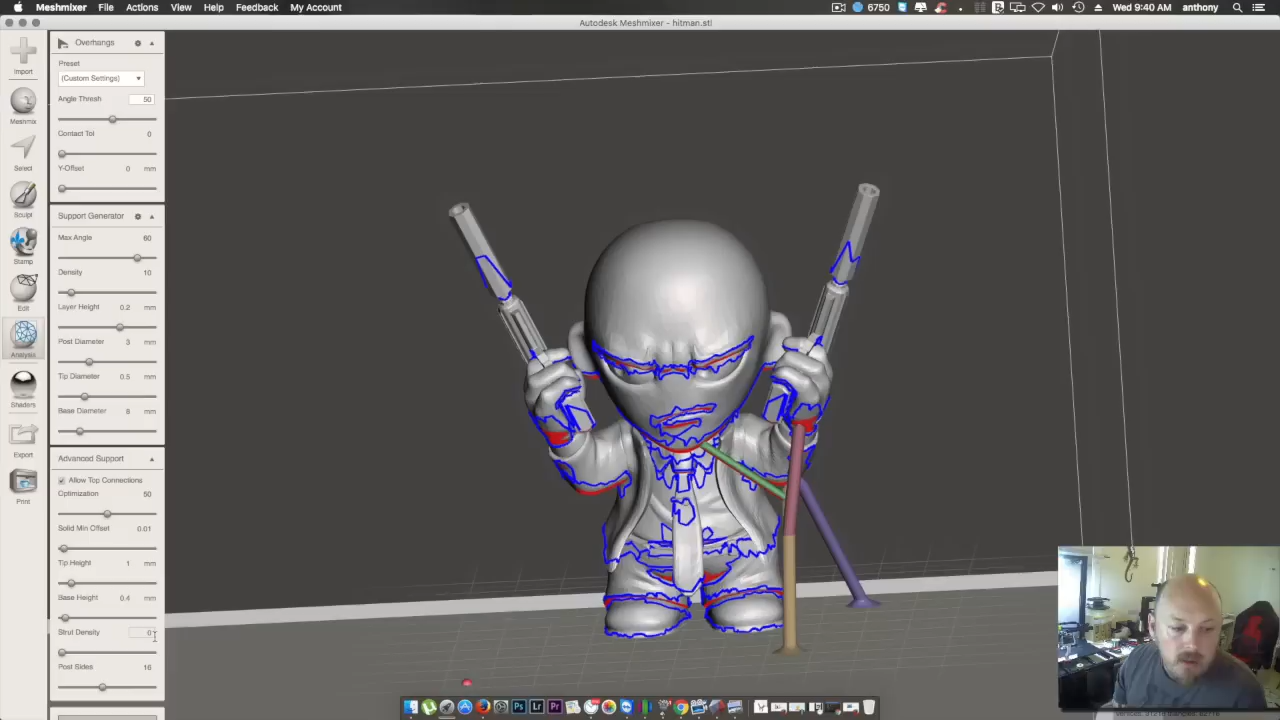 Meshmixer File Actions View Help Feedback My Account 6750 Wed 9:40 AM anthony
Autodesk Meshmixer - hitman.stl
Import
Meshmix
Select
Sculpt
Stamp
Edit
Analysis
Shaders
Export
Print
Overhangs
Preset
(Custom Settings)
Angle Thresh 50
Contact Tol 0
Y-Offset 0 mm
Support Generator
Max Angle 60
Density 10
Layer Height 0.2 mm
Post Diameter 3 mm
Tip Diameter 0.5 mm
Base Diameter 8 mm
Advanced Support
Allow Top Connections
Optimization 50
Solid Min Offset 0.01
Tip Height 1 mm
Base Height 0.4 mm
Strut Density 0
Post Sides 16
Ps Lr Pr